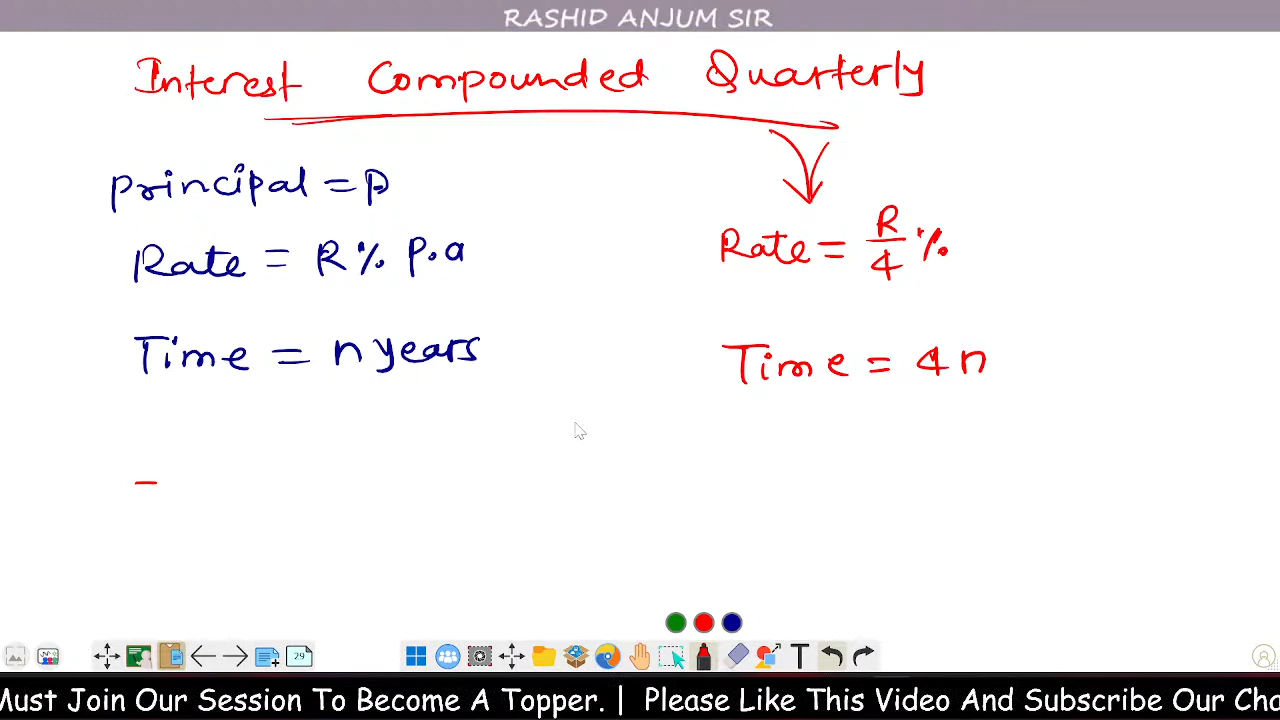 RASHID ANJUM SIR
Interest Compounded Quarterly
principal = P
Rate = R% p.a
Rate = R/4 %
Time = n years
Time = 4n
29
T
Must Join Our Session To Become A Topper. | Please Like This Video And Subscribe Our Cha